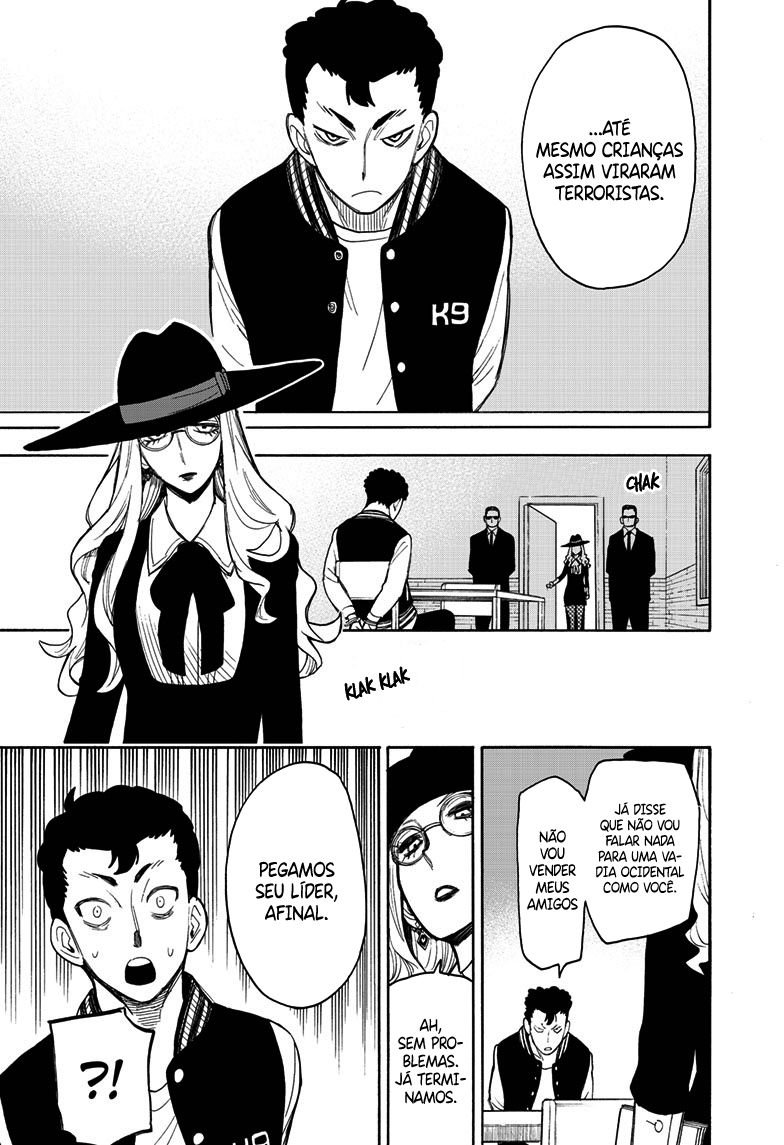 ...ATÉ
MESMO CRIANÇAS
ASSIM VIRARAM
TERRORISTAS.
K9
CHAK
KLAK KLAK
JÁ DISSE
QUE NÃO VOU
FALAR NADA
PARA UMA VA-
DIA OCIDENTAL
COMO VOCÊ.
NÃO
VOU
VENDER
MEUS
AMIGOS
AH,
SEM PRO-
BLEMAS.
JÁ TERMI-
NAMOS.
PEGAMOS
SEU LÍDER,
AFINAL.
?!
K9